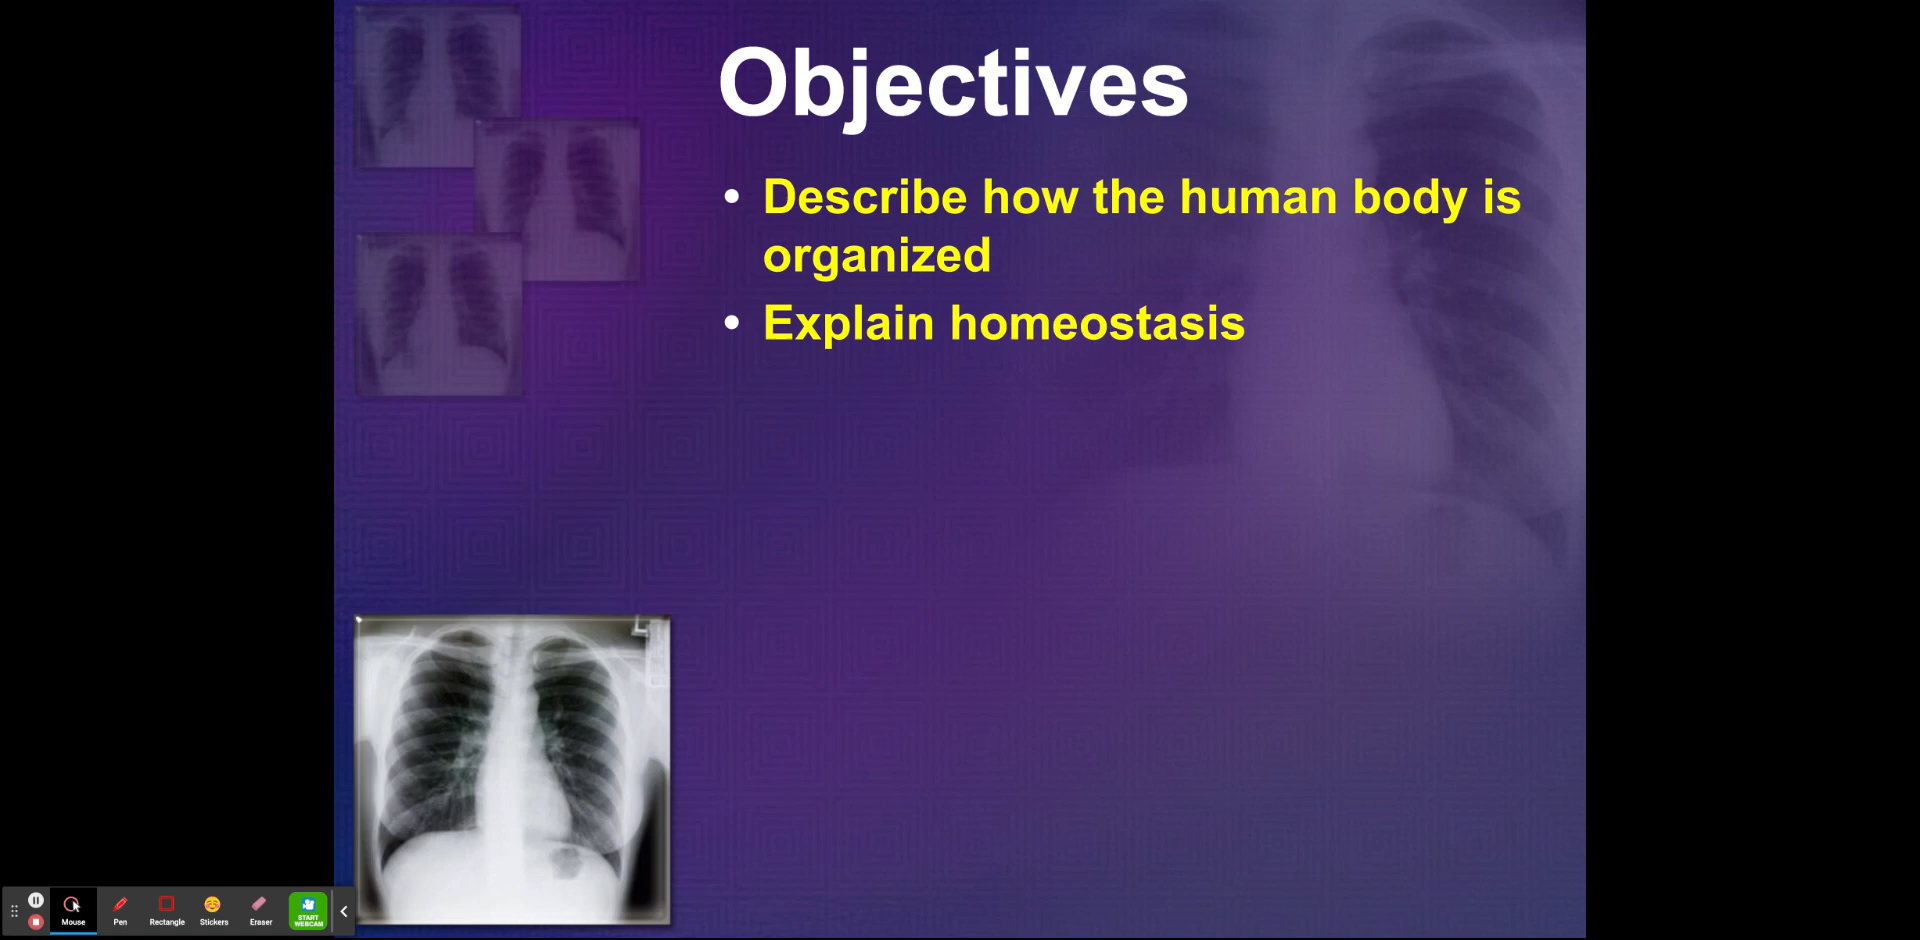 Objectives
• Describe how the human body is
organized
• Explain homeostasis
Mouse
Pen
Rectangle
Stickers
Eraser
START
WEBCAM